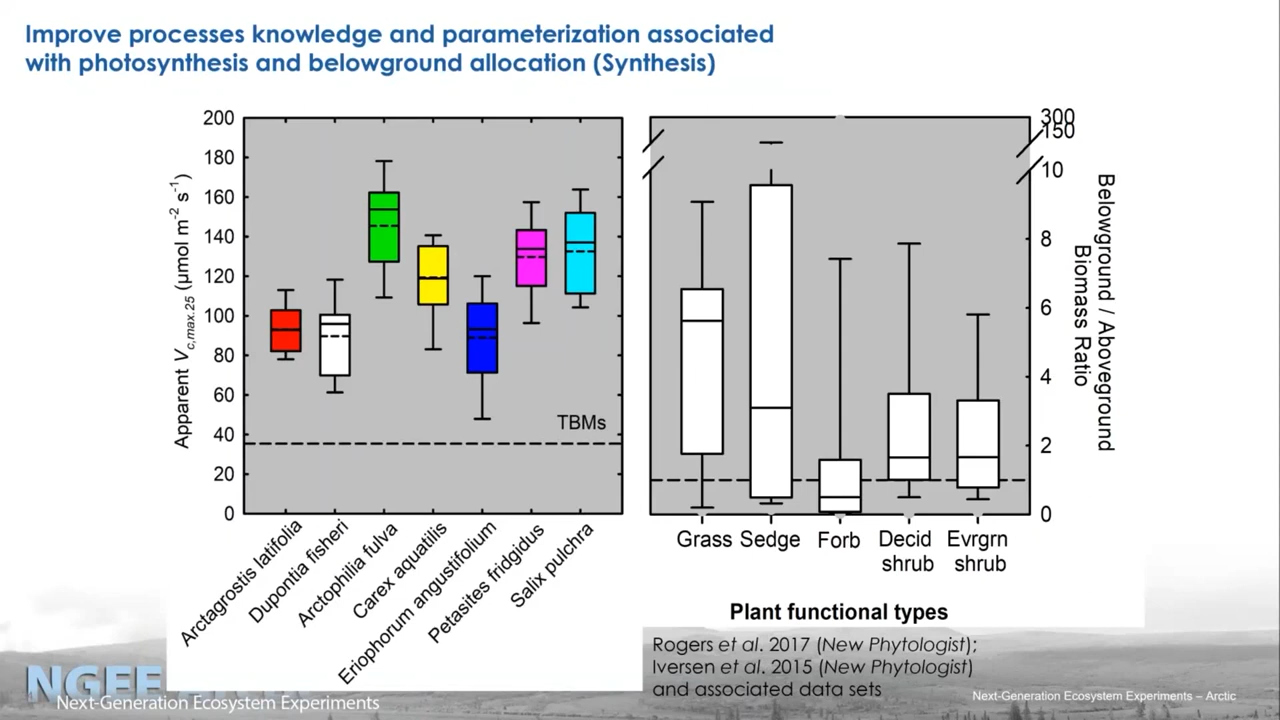 Improve processes knowledge and parameterization associated
with photosynthesis and belowground allocation (Synthesis)
Apparent Vc,max.25 (μmol m-2 s-1)
200
180
160
140
120
100
80
60
40
20
0
TBMs
Arctagrostis latifolia
Dupontia fisheri
Arctophilia fulva
Carex aquatilis
Eriophorum angustifolium
Petasites fridgidus
Salix pulchra
300
150
10
8
6
4
2
0
Belowground / Aboveground
Biomass Ratio
Grass
Sedge
Forb
Decid
shrub
Evrgrn
shrub
Plant functional types
Rogers et al. 2017 (New Phytologist);
Iversen et al. 2015 (New Phytologist)
and associated data sets
NGEE
Next-Generation Ecosystem Experiments
Next-Generation Ecosystem Experiments – Arctic